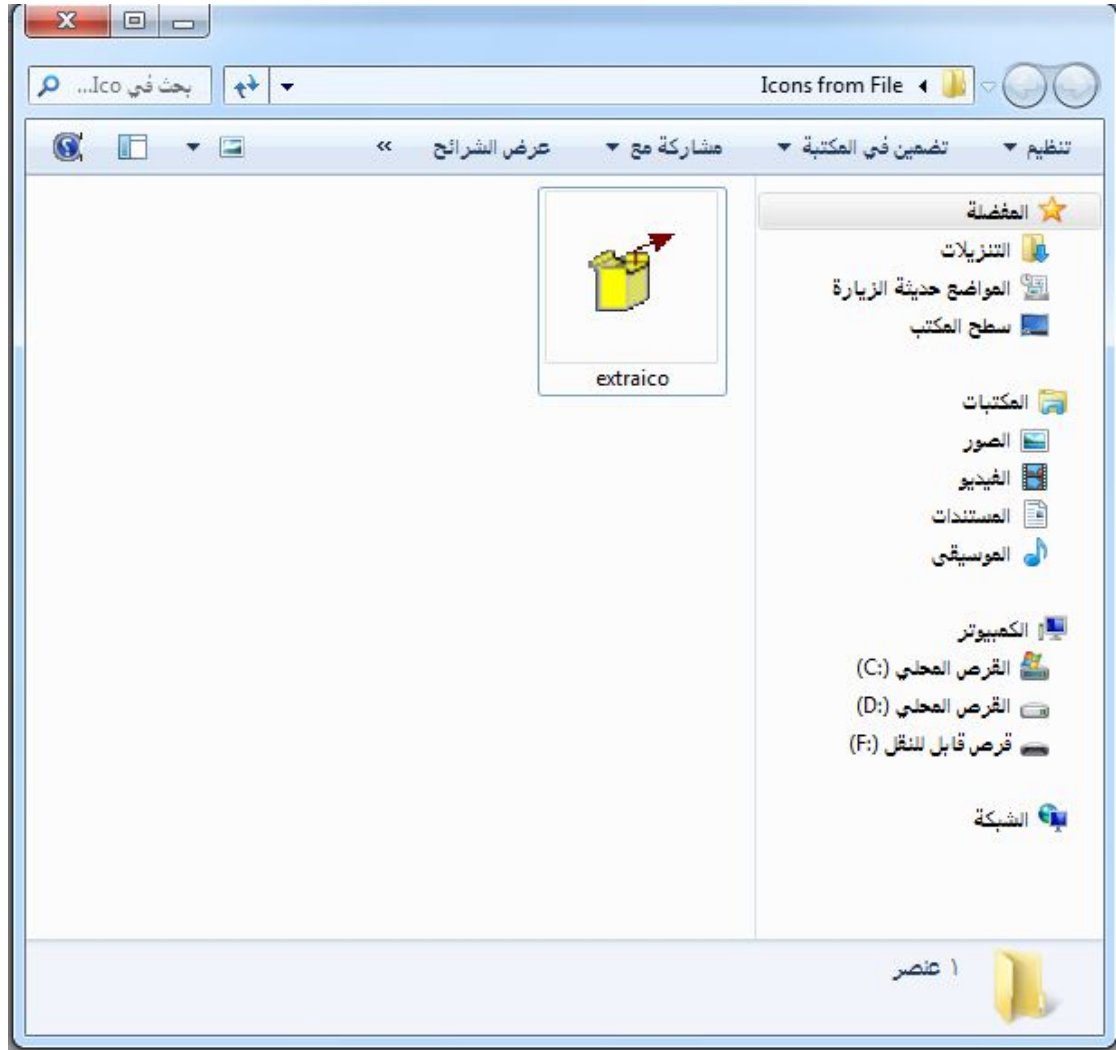 Icons from File
بحث في Ico...
تنظيم
تضمين في المكتبة
مشاركة مع
عرض الشرائح
»
المفضلة
التنزيلات
المواضع حديثة الزيارة
سطح المكتب
المكتبات
الصور
الفيديو
المستندات
الموسيقى
الكمبيوتر
القرص المحلي (C:)
القرص المحلي (D:)
قرص قابل للنقل (F:)
الشبكة
extraico
١ عنصر